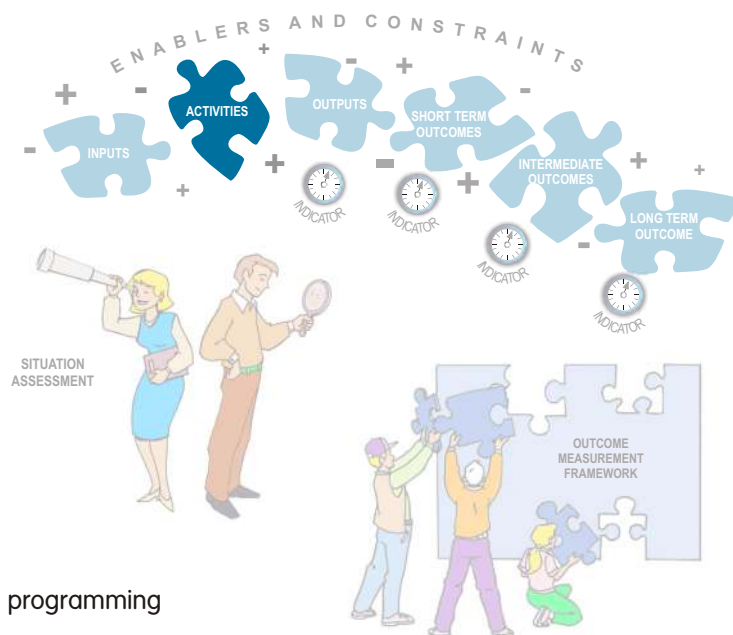 ENABLERS AND CONSTRAINTS
INPUTS
ACTIVITIES
OUTPUTS
SHORT TERM
OUTCOMES
INTERMEDIATE
OUTCOMES
LONG TERM
OUTCOME
INDICATOR
INDICATOR
INDICATOR
INDICATOR
SITUATION
ASSESSMENT
OUTCOME
MEASUREMENT
FRAMEWORK
programming